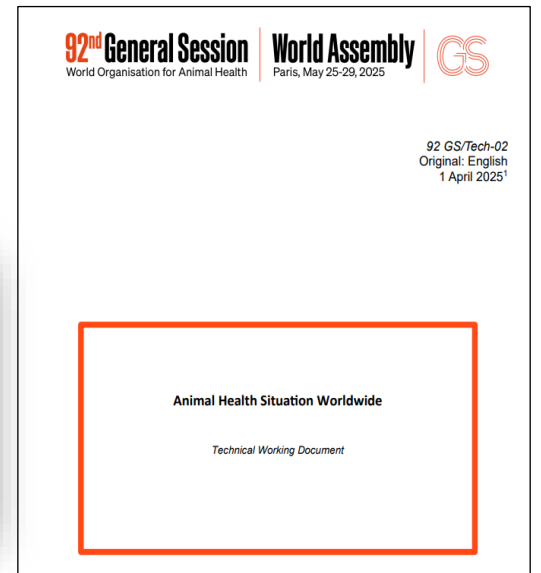 92nd General Session
World Organisation for Animal Health
World Assembly
Paris, May 25-29, 2025
GS
92 GS/Tech-02
Original: English
1 April 2025¹
Animal Health Situation Worldwide
Technical Working Document